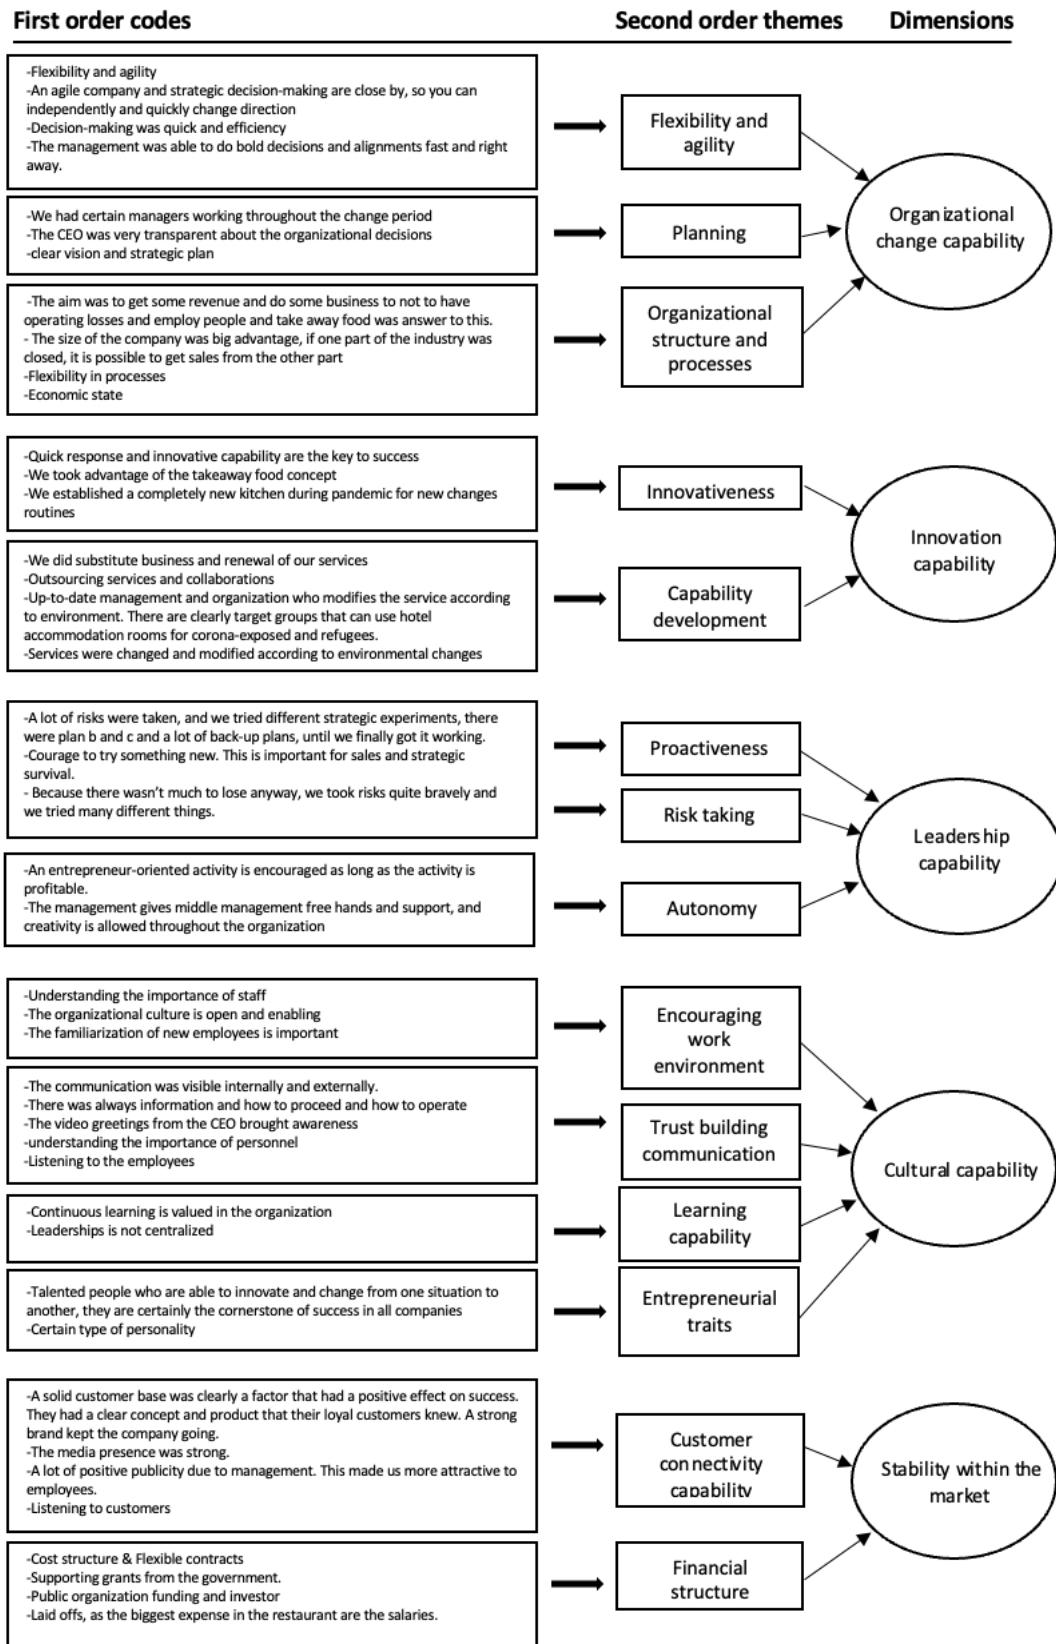 First order codes
Second order themes
Dimensions
-Flexibility and agility
-An agile company and strategic decision-making are close by, so you can
independently and quickly change direction
-Decision-making was quick and efficiency
-The management was able to do bold decisions and alignments fast and right
away.
Flexibility and
agility
-We had certain managers working throughout the change period
-The CEO was very transparent about the organizational decisions
-clear vision and strategic plan
Planning
Organizational
change capability
-The aim was to get some revenue and do some business to not to have
operating losses and employ people and take away food was answer to this.
- The size of the company was big advantage, if one part of the industry was
closed, it is possible to get sales from the other part
-Flexibility in processes
-Economic state
Organizational
structure and
processes
-Quick response and innovative capability are the key to success
-We took advantage of the takeaway food concept
-We established a completely new kitchen during pandemic for new changes
routines
Innovativeness
Innovation
capability
-We did substitute business and renewal of our services
-Outsourcing services and collaborations
-Up-to-date management and organization who modifies the service according
to environment. There are clearly target groups that can use hotel
accommodation rooms for corona-exposed and refugees.
-Services were changed and modified according to environmental changes
Capability
development
-A lot of risks were taken, and we tried different strategic experiments, there
were plan b and c and a lot of back-up plans, until we finally got it working.
-Courage to try something new. This is important for sales and strategic
survival.
- Because there wasn't much to lose anyway, we took risks quite bravely and
we tried many different things.
Proactiveness
Risk taking
Leadership
capability
-An entrepreneur-oriented activity is encouraged as long as the activity is
profitable.
-The management gives middle management free hands and support, and
creativity is allowed throughout the organization
Autonomy
-Understanding the importance of staff
-The organizational culture is open and enabling
-The familiarization of new employees is important
Encouraging
work
environment
-The communication was visible internally and externally.
-There was always information and how to proceed and how to operate
-The video greetings from the CEO brought awareness
-understanding the importance of personnel
-Listening to the employees
Trust building
communication
Cultural capability
-Continuous learning is valued in the organization
-Leaderships is not centralized
Learning
capability
-Talented people who are able to innovate and change from one situation to
another, they are certainly the cornerstone of success in all companies
-Certain type of personality
Entrepreneurial
traits
-A solid customer base was clearly a factor that had a positive effect on success.
They had a clear concept and product that their loyal customers knew. A strong
brand kept the company going.
-The media presence was strong.
-A lot of positive publicity due to management. This made us more attractive to
employees.
-Listening to customers
Customer
connectivity
capability
Stability within the
market
-Cost structure & Flexible contracts
-Supporting grants from the government.
-Public organization funding and investor
-Laid offs, as the biggest expense in the restaurant are the salaries.
Financial
structure